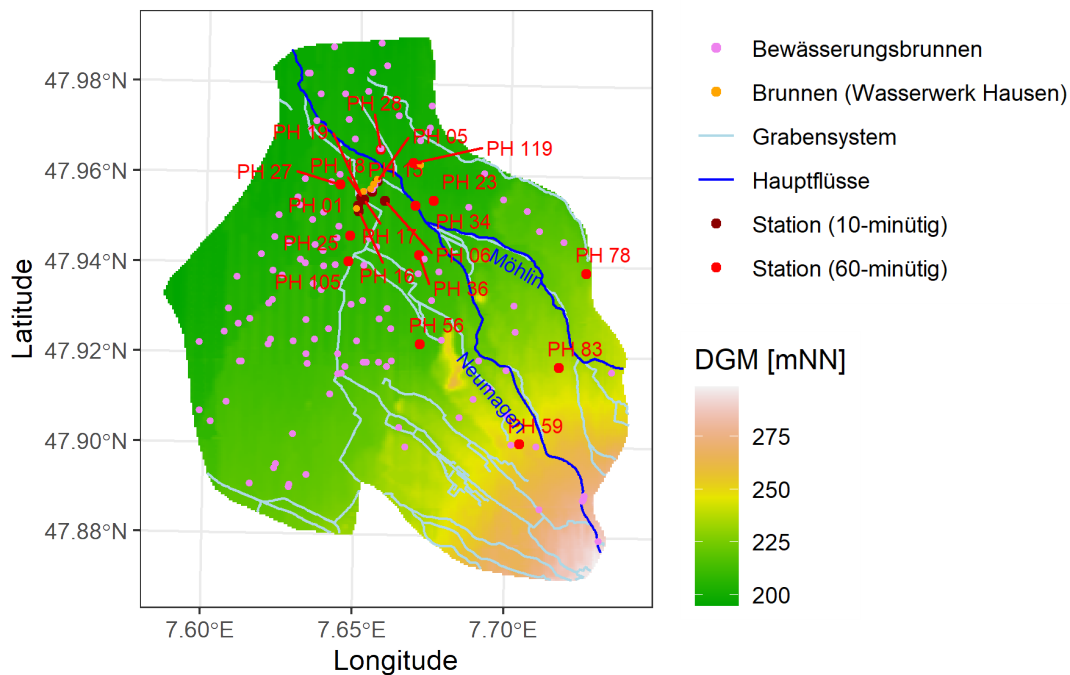 47.98°N
47.96°N
47.94°N
47.92°N
47.90°N
47.88°N
Latitude
7.60°E
7.65°E
7.70°E
Longitude
PH 28
PH 19
PH 05
PH 119
PH 27
PH 18
PH 15
PH 23
PH 01
PH 34
PH 25
PH 17
PH 06
Möhlin
PH 78
PH 105
PH 16
PH 36
PH 56
PH 83
Neumagen
PH 59
Bewässerungsbrunnen
Brunnen (Wasserwerk Hausen)
Grabensystem
Hauptflüsse
Station (10-minütig)
Station (60-minütig)
DGM [mNN]
275
250
225
200